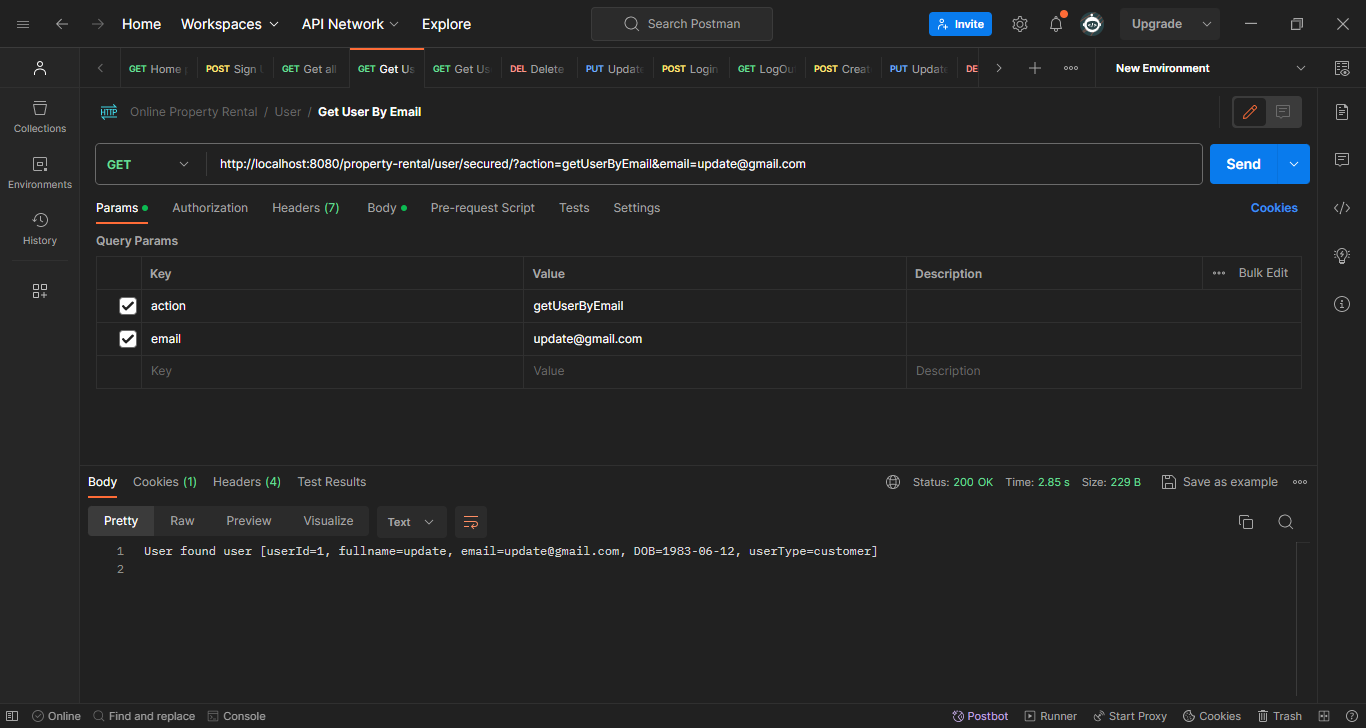 Home Workspaces API Network Explore Search Postman Invite Upgrade
GET Home POST Sign GET Get all GET Get Us GET Get Us DEL Delete PUT Update POST Login GET LogOu POST Creat PUT Update DE New Environment
HTTP Online Property Rental / User / Get User By Email
Collections
GET http://localhost:8080/property-rental/user/secured/?action=getUserByEmail&email=update@gmail.com Send
Environments
Params Authorization Headers (7) Body Pre-request Script Tests Settings Cookies
History
Query Params
Key Value Description Bulk Edit
action getUserByEmail
email update@gmail.com
Key Value Description
Body Cookies (1) Headers (4) Test Results Status: 200 OK Time: 2.85 s Size: 229 B Save as example
Pretty Raw Preview Visualize Text
1 User found user [userId=1, fullname=update, email=update@gmail.com, DOB=1983-06-12, userType=customer]
2
Online Find and replace Console Postbot Runner Start Proxy Cookies Trash